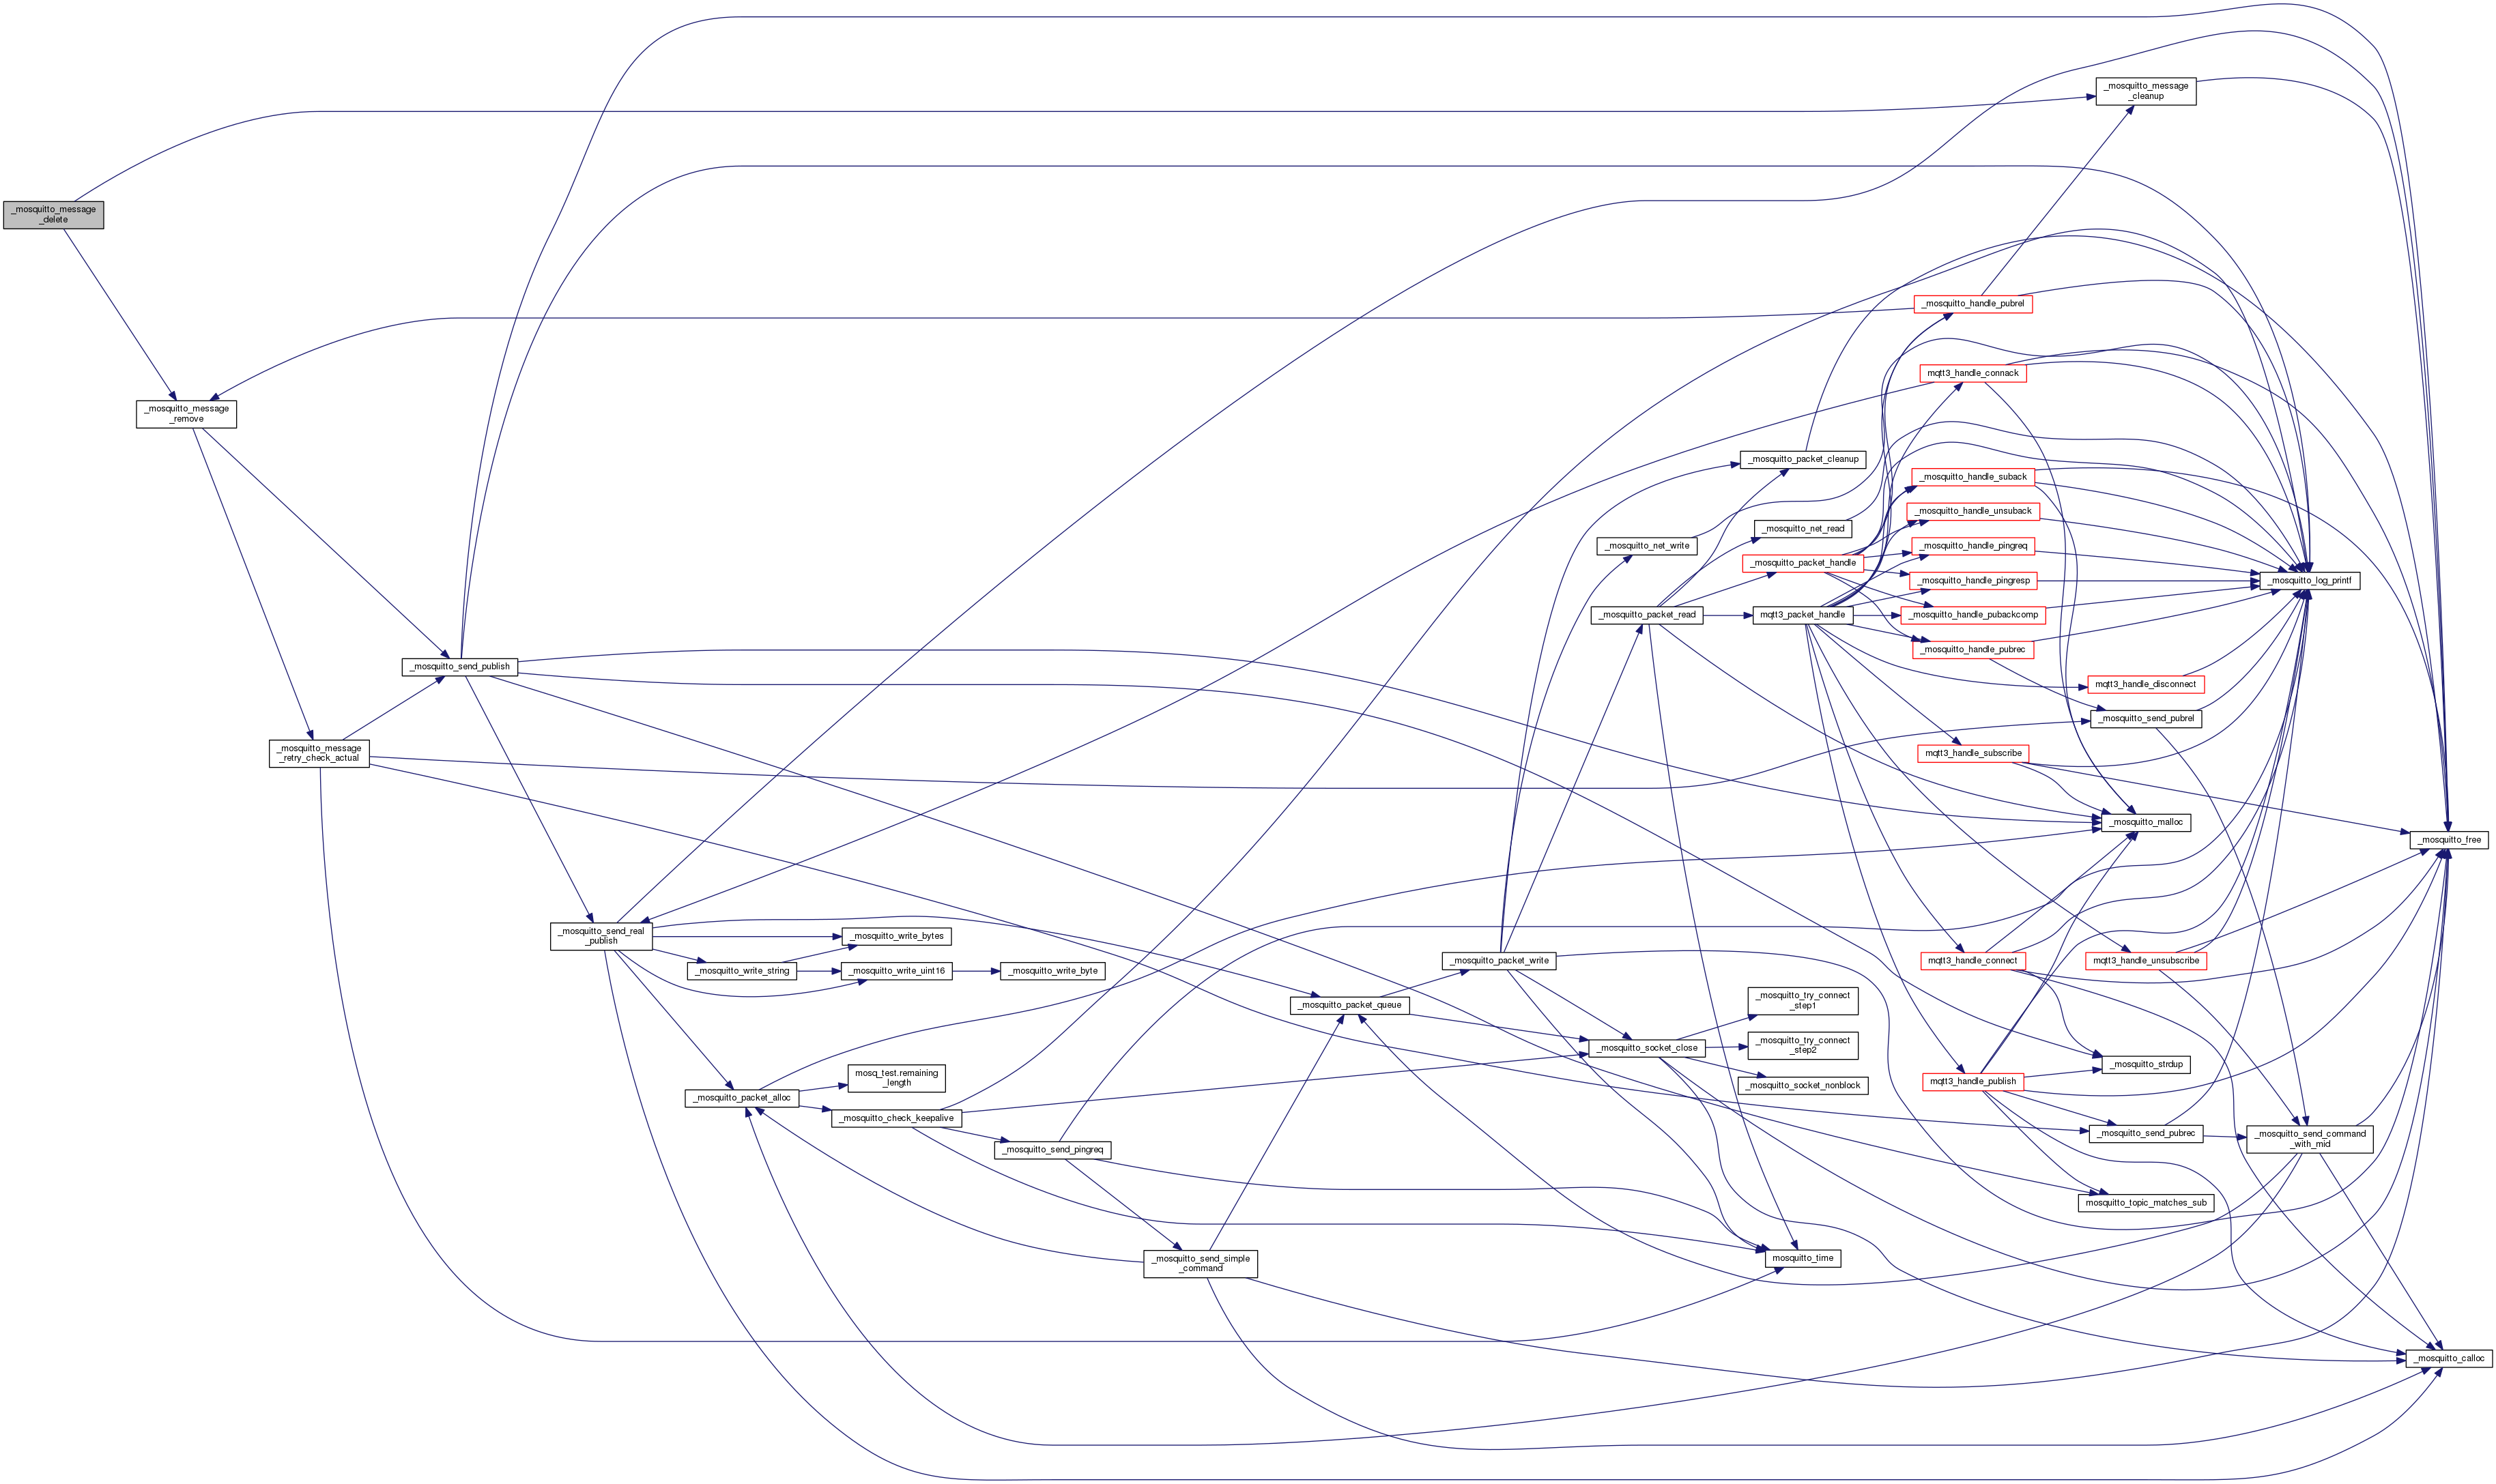 _mosquitto_message
_delete
_mosquitto_message
_remove
_mosquitto_message
_retry_check_actual
_mosquitto_send_publish
_mosquitto_send_real
_publish
_mosquitto_write_bytes
_mosquitto_write_string
_mosquitto_write_uint16
_mosquitto_write_byte
_mosquitto_packet_alloc
mosq_test.remaining
_length
_mosquitto_check_keepalive
_mosquitto_send_pingreq
_mosquitto_send_simple
_command
_mosquitto_packet_queue
_mosquitto_packet_write
_mosquitto_net_write
_mosquitto_packet_read
_mosquitto_socket_close
_mosquitto_packet_cleanup
_mosquitto_net_read
_mosquitto_packet_handle
mqtt3_packet_handle
_mosquitto_try_connect
_step1
_mosquitto_try_connect
_step2
_mosquitto_socket_nonblock
mosquitto_time
_mosquitto_message
_cleanup
_mosquitto_handle_pubrel
mqtt3_handle_connack
_mosquitto_handle_suback
_mosquitto_handle_unsuback
_mosquitto_handle_pingreq
_mosquitto_handle_pingresp
_mosquitto_handle_pubackcomp
_mosquitto_handle_pubrec
mqtt3_handle_disconnect
_mosquitto_send_pubrel
mqtt3_handle_subscribe
_mosquitto_malloc
mqtt3_handle_connect
mqtt3_handle_unsubscribe
_mosquitto_strdup
mqtt3_handle_publish
_mosquitto_send_pubrec
mosquitto_topic_matches_sub
_mosquitto_log_printf
_mosquitto_send_command
_with_mid
_mosquitto_free
_mosquitto_calloc